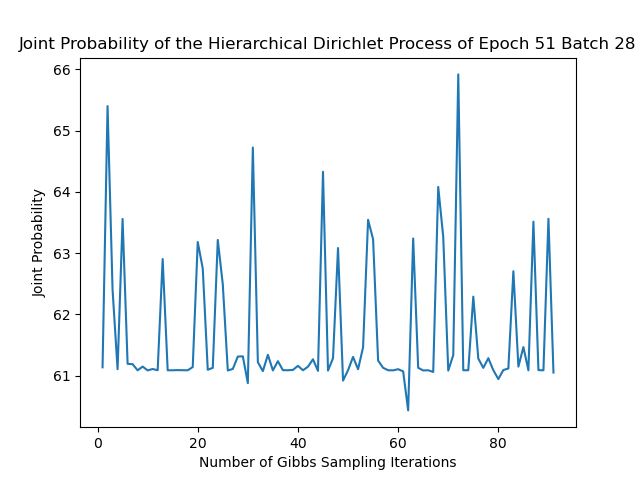 Joint Probability of the Hierarchical Dirichlet Process of Epoch 51 Batch 28
66
65
64
63
62
61
Joint Probability
0 20 40 60 80
Number of Gibbs Sampling Iterations